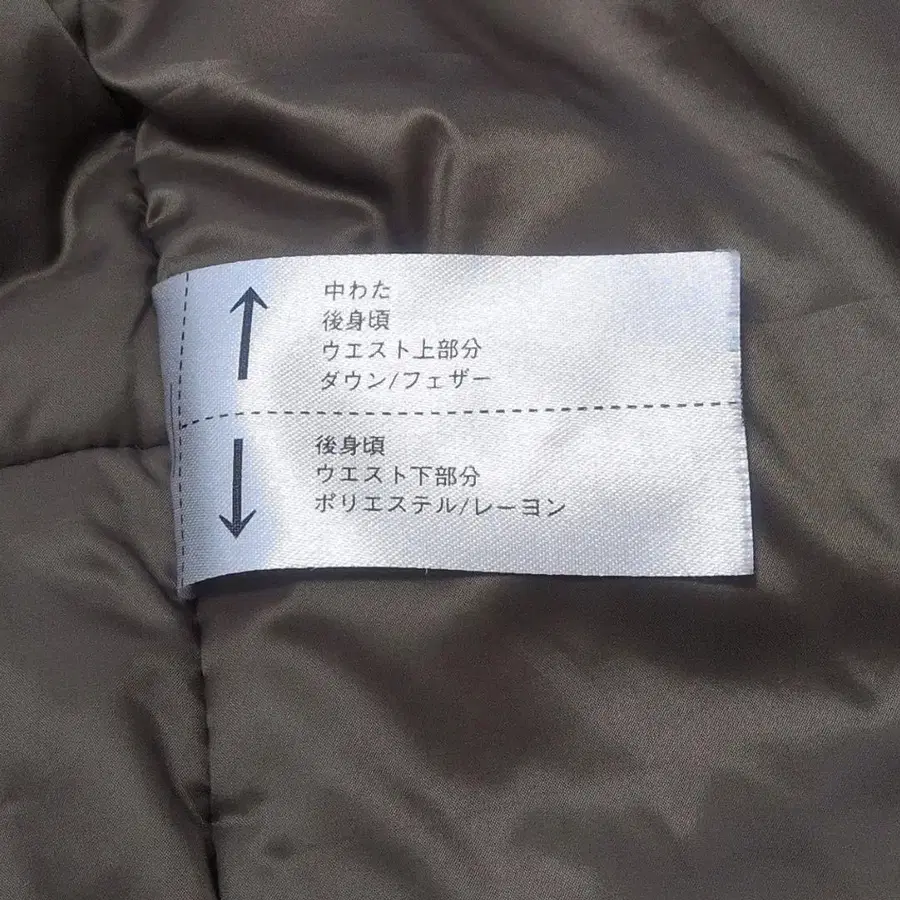 中わた
後身頃
ウエスト上部分
ダウン/フェザー
後身頃
ウエスト下部分
ポリエステル/レーヨン